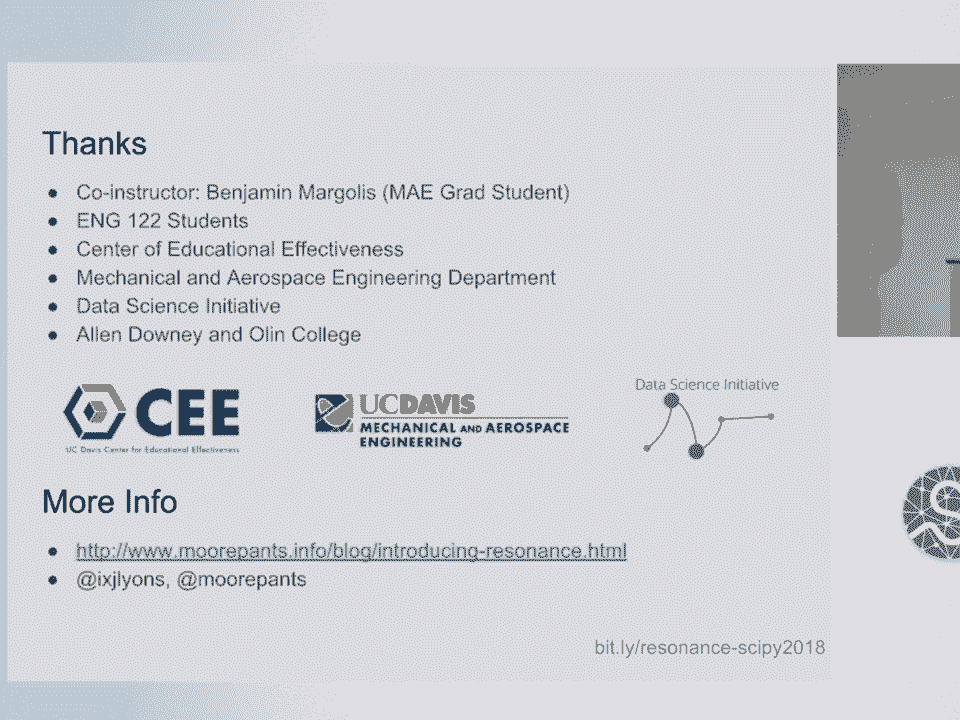 Thanks
• Co-instructor: Benjamin Margolis (MAE Grad Student)
• ENG 122 Students
• Center of Educational Effectiveness
• Mechanical and Aerospace Engineering Department
• Data Science Initiative
• Allen Downey and Olin College
CEE
UC Davis Center for Educational Effectiveness
UCDAVIS
MECHANICAL AND AEROSPACE
ENGINEERING
Data Science Initiative
More Info
• http://www.moorepants.info/blog/introducing-resonance.html
• @ixjlyons, @moorepants
bit.ly/resonance-scipy2018